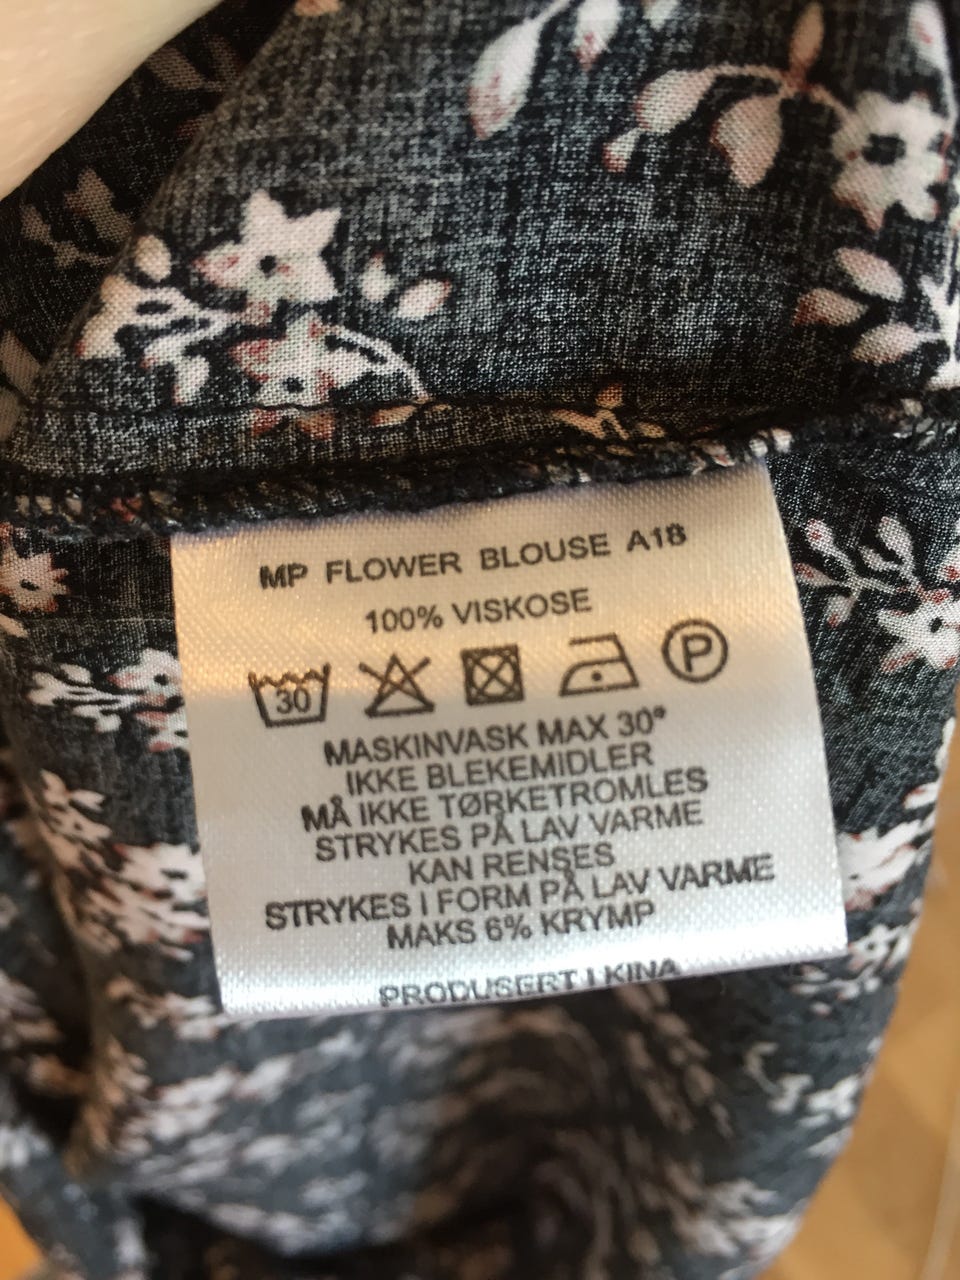 MP FLOWER BLOUSE A18
100% VISKOSE
30 P
MASKINVASK MAX 30°
IKKE BLEKEMIDLER
MÅ IKKE TØRKETROMLES
STRYKES PÅ LAV VARME
KAN RENSES
STRYKES I FORM PÅ LAV VARME
MAKS 6% KRYMP
PRODUSERT I KINA